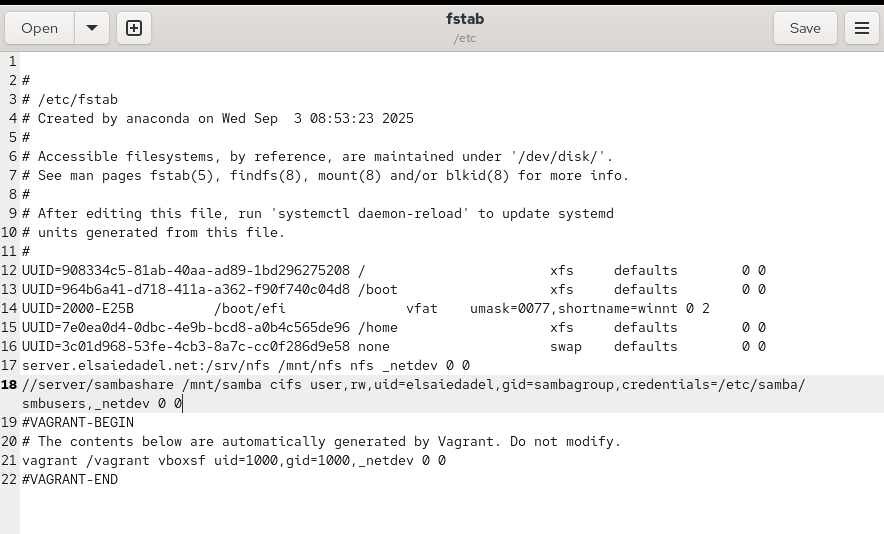 Open
fstab
/etc
Save
1
2 #
3 # /etc/fstab
4 # Created by anaconda on Wed Sep  3 08:53:23 2025
5 #
6 # Accessible filesystems, by reference, are maintained under '/dev/disk/'.
7 # See man pages fstab(5), findfs(8), mount(8) and/or blkid(8) for more info.
8 #
9 # After editing this file, run 'systemctl daemon-reload' to update systemd
10 # units generated from this file.
11 #
12 UUID=908334c5-81ab-40aa-ad89-1bd296275208 /                       xfs     defaults        0 0
13 UUID=964b6a41-d718-411a-a362-f90f740c04d8 /boot                   xfs     defaults        0 0
14 UUID=2000-E25B          /boot/efi               vfat    umask=0077,shortname=winnt 0 2
15 UUID=7e0ea0d4-0dbc-4e9b-bcd8-a0b4c565de96 /home                   xfs     defaults        0 0
16 UUID=3c01d968-53fe-4cb3-8a7c-cc0f286d9e58 none                    swap    defaults        0 0
17 server.elsaiedadel.net:/srv/nfs /mnt/nfs nfs _netdev 0 0
18 //server/sambashare /mnt/samba cifs user,rw,uid=elsaiedadel,gid=sambagroup,credentials=/etc/samba/
smbusers,_netdev 0 0
19 #VAGRANT-BEGIN
20 # The contents below are automatically generated by Vagrant. Do not modify.
21 vagrant /vagrant vboxsf uid=1000,gid=1000,_netdev 0 0
22 #VAGRANT-END